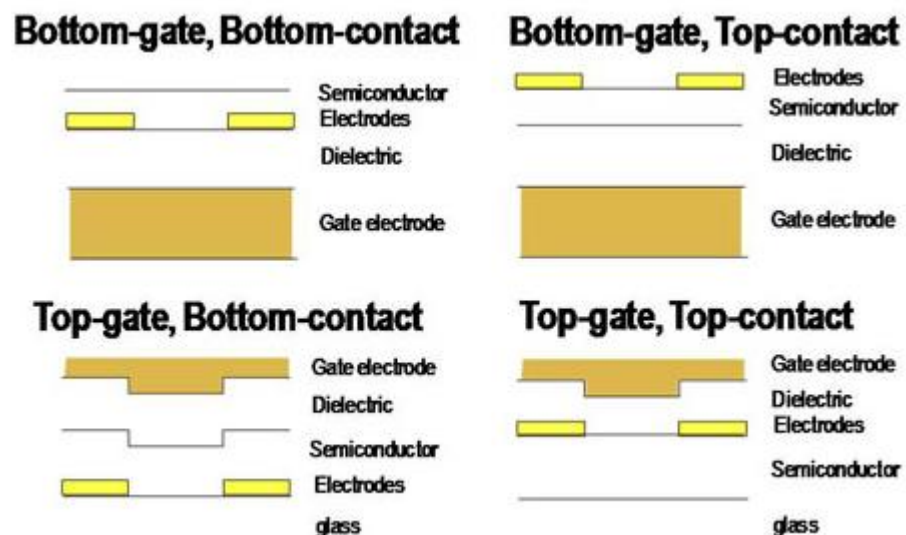 Bottom-gate, Bottom-contact
Semiconductor
Electrodes
Dielectric
Gate electrode
Bottom-gate, Top-contact
Electrodes
Semiconductor
Dielectric
Gate electrode
Top-gate, Bottom-contact
Gate electrode
Dielectric
Semiconductor
Electrodes
glass
Top-gate, Top-contact
Gate electrode
Dielectric
Electrodes
Semiconductor
glass